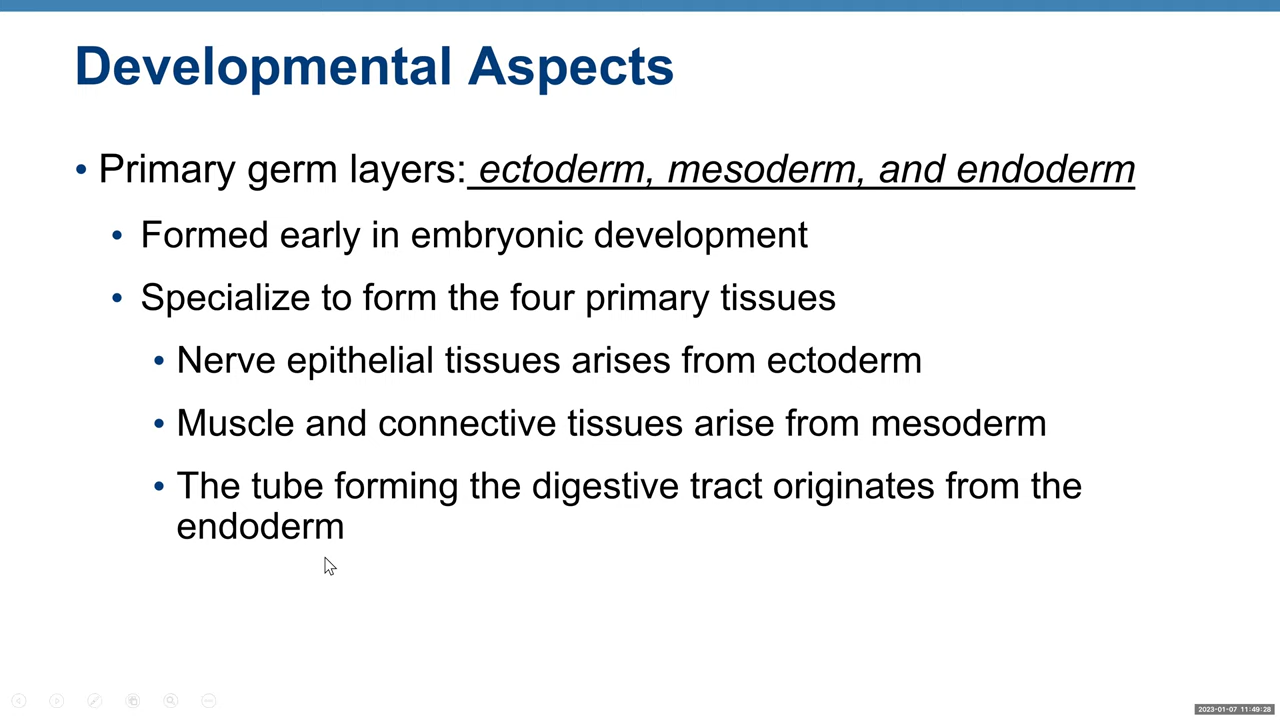 Developmental Aspects
• Primary germ layers: ectoderm, mesoderm, and endoderm
• Formed early in embryonic development
• Specialize to form the four primary tissues
• Nerve epithelial tissues arises from ectoderm
• Muscle and connective tissues arise from mesoderm
• The tube forming the digestive tract originates from the
endoderm
2023-01-07 11:49:28